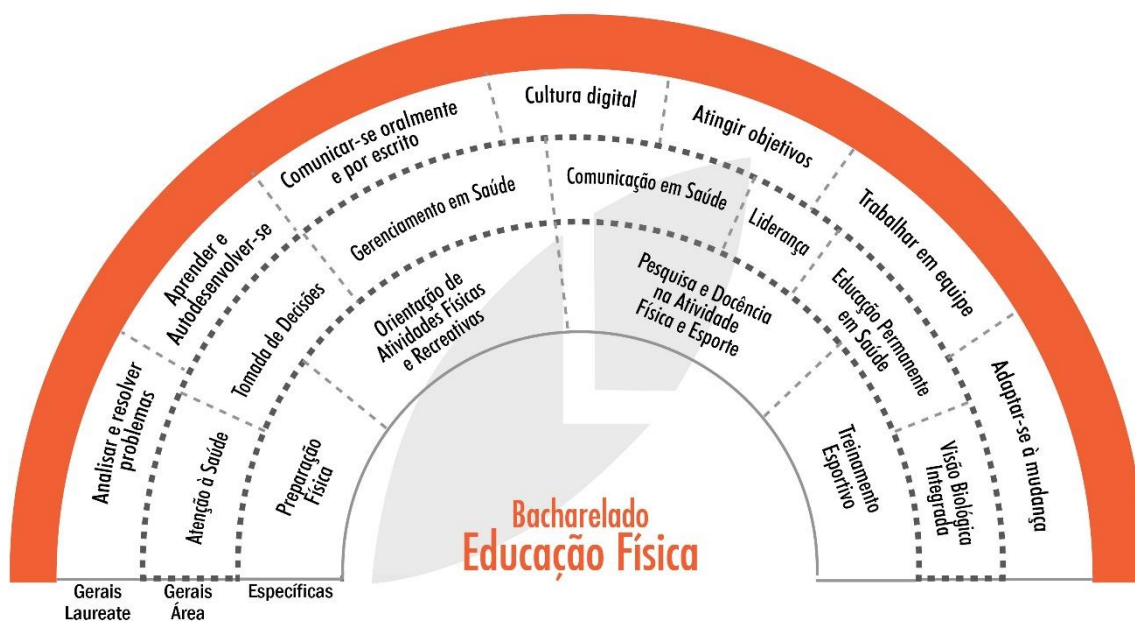 Analisar e resolver
problemas
Aprender e
Autodesenvolver-se
Comunicar-se oralmente
e por escrito
Cultura digital
Atingir objetivos
Trabalhar em equipe
Adaptar-se à mudança
Atenção à Saúde
Tomada de Decisões
Gerenciamento em Saúde
Comunicação em Saúde
Liderança
Educação Permanente
em Saúde
Visão Biológica
Integrada
Preparação
Física
Orientação de
Atividades Físicas
e Recreativas
Pesquisa e Docência
na Atividade
Física e Esporte
Treinamento
Esportivo
Bacharelado
Educação Física
Gerais
Laureate
Gerais
Área
Específicas